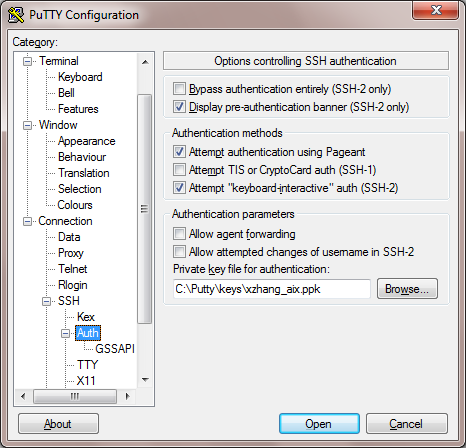 PuTTY Configuration
Category:
Terminal
Keyboard
Bell
Features
Window
Appearance
Behaviour
Translation
Selection
Colours
Connection
Data
Proxy
Telnet
Rlogin
SSH
Kex
Auth
GSSAPI
TTY
X11
Options controlling SSH authentication
Bypass authentication entirely (SSH-2 only)
Display pre-authentication banner (SSH-2 only)
Authentication methods
Attempt authentication using Pageant
Attempt TIS or CryptoCard auth (SSH-1)
Attempt "keyboard-interactive" auth (SSH-2)
Authentication parameters
Allow agent forwarding
Allow attempted changes of username in SSH-2
Private key file for authentication:
C:\Putty\keys\xzhang_aix.ppk Browse...
About Open Cancel